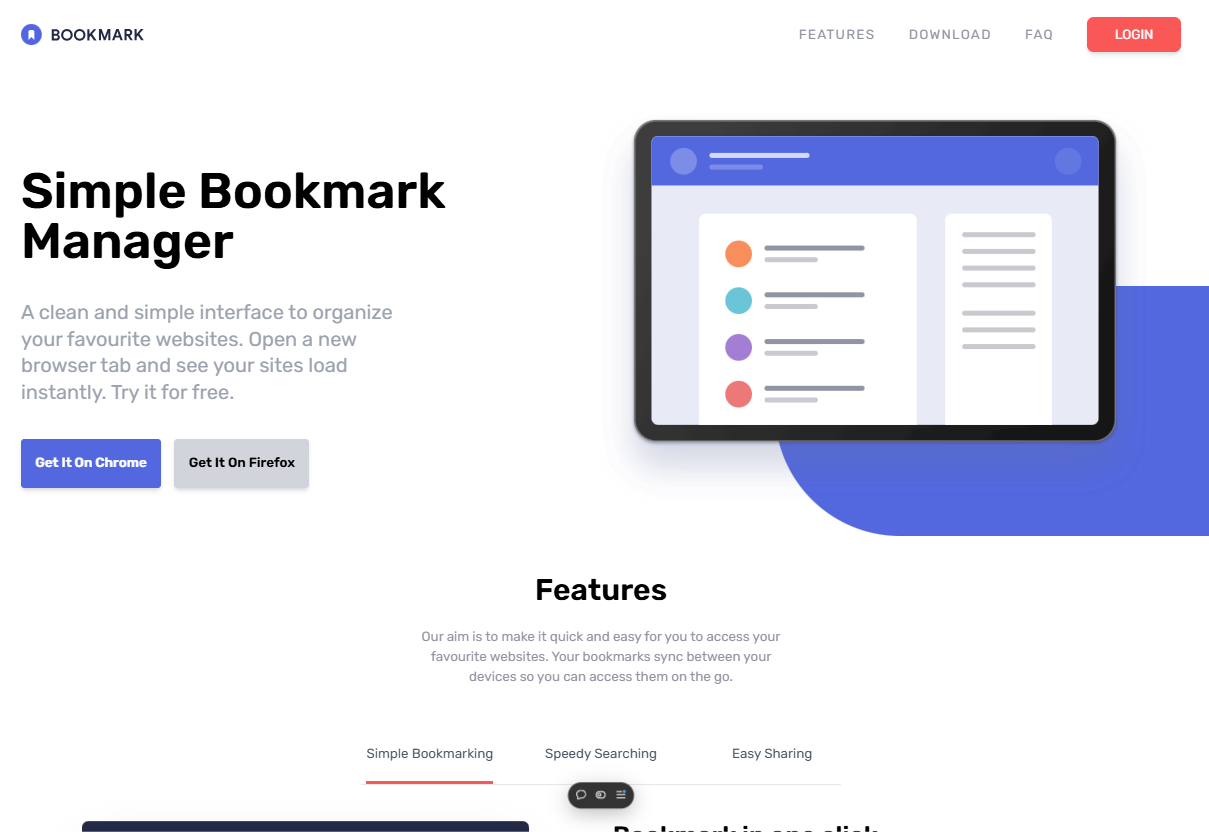 BOOKMARK
FEATURES
DOWNLOAD
FAQ
LOGIN
Simple Bookmark
Manager
A clean and simple interface to organize
your favourite websites. Open a new
browser tab and see your sites load
instantly. Try it for free.
Get It On Chrome
Get It On Firefox
Features
Our aim is to make it quick and easy for you to access your
favourite websites. Your bookmarks sync between your
devices so you can access them on the go.
Simple Bookmarking
Speedy Searching
Easy Sharing
Bookmark in one click